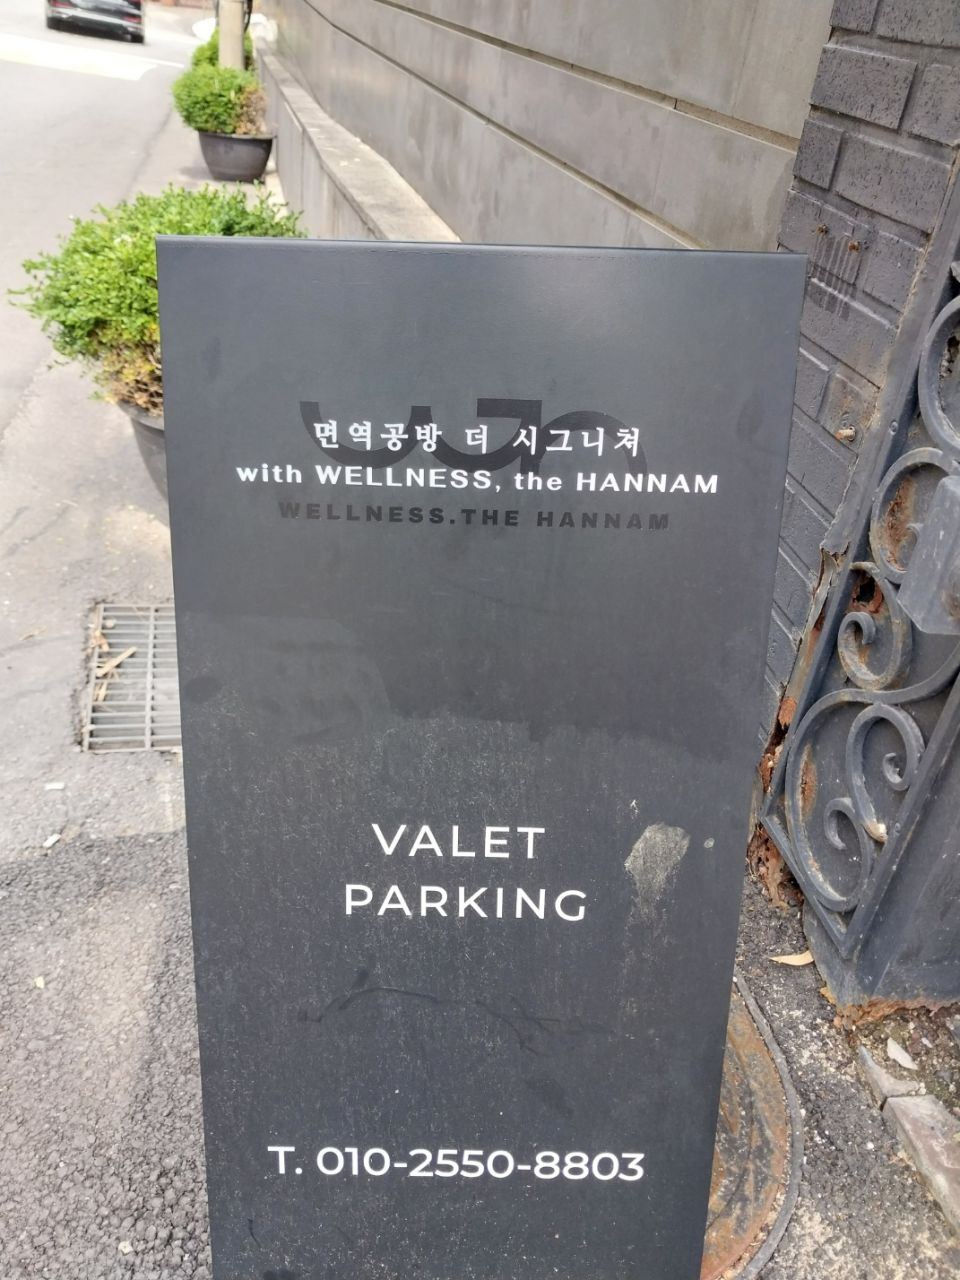 면역공방 더 시그니쳐
with WELLNESS, the HANNAM
WELLNESS.THE HANNAM
VALET
PARKING
T. 010-2550-8803